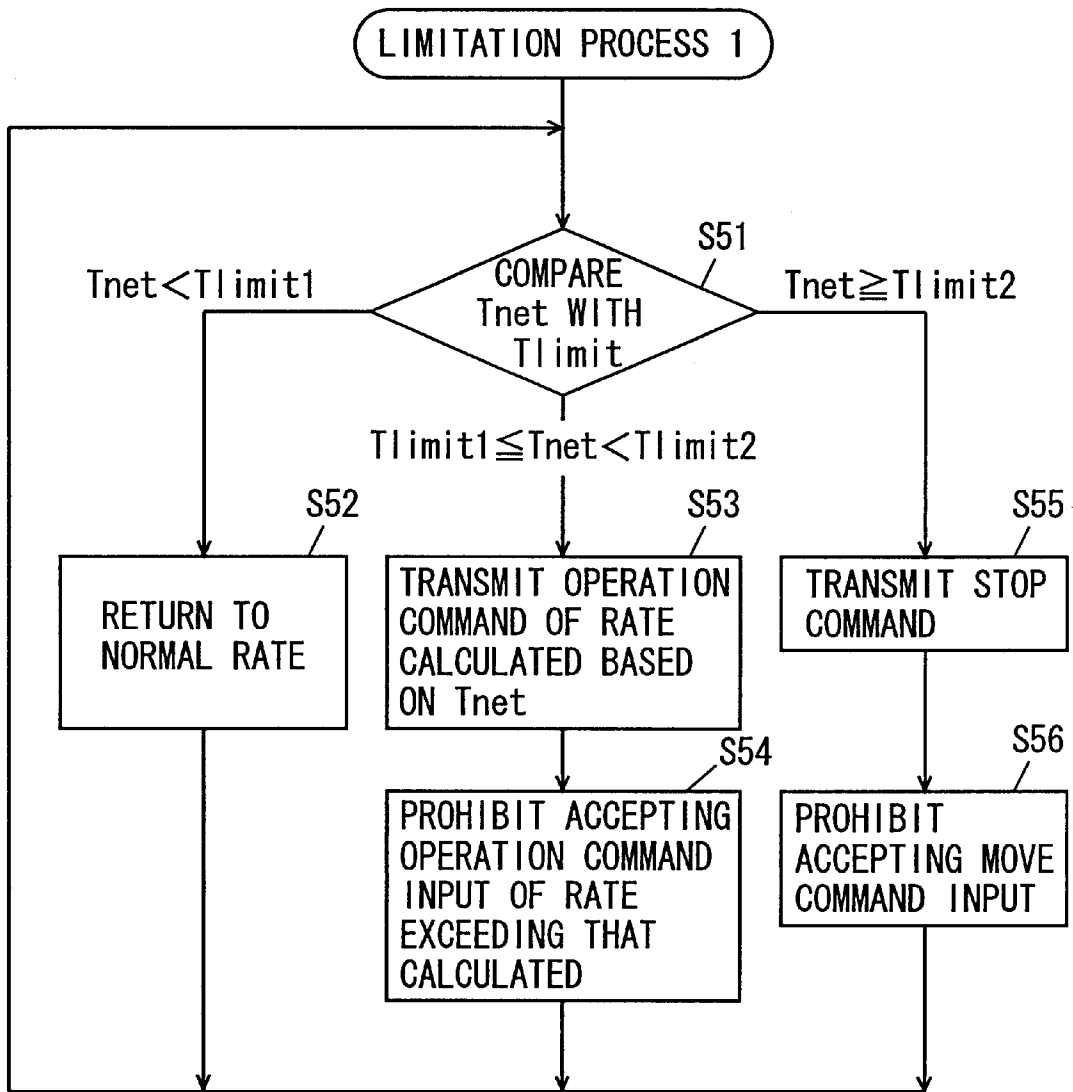 LIMITATION PROCESS 1
S51
COMPARE
Tnet WITH
Tlimit
Tnet<Tlimit1
Tnet≧Tlimit2
Tlimit1≦Tnet<Tlimit2
S52
RETURN TO
NORMAL RATE
S53
TRANSMIT OPERATION
COMMAND OF RATE
CALCULATED BASED
ON Tnet
S54
PROHIBIT ACCEPTING
OPERATION COMMAND
INPUT OF RATE
EXCEEDING THAT
CALCULATED
S55
TRANSMIT STOP
COMMAND
S56
PROHIBIT
ACCEPTING MOVE
COMMAND INPUT